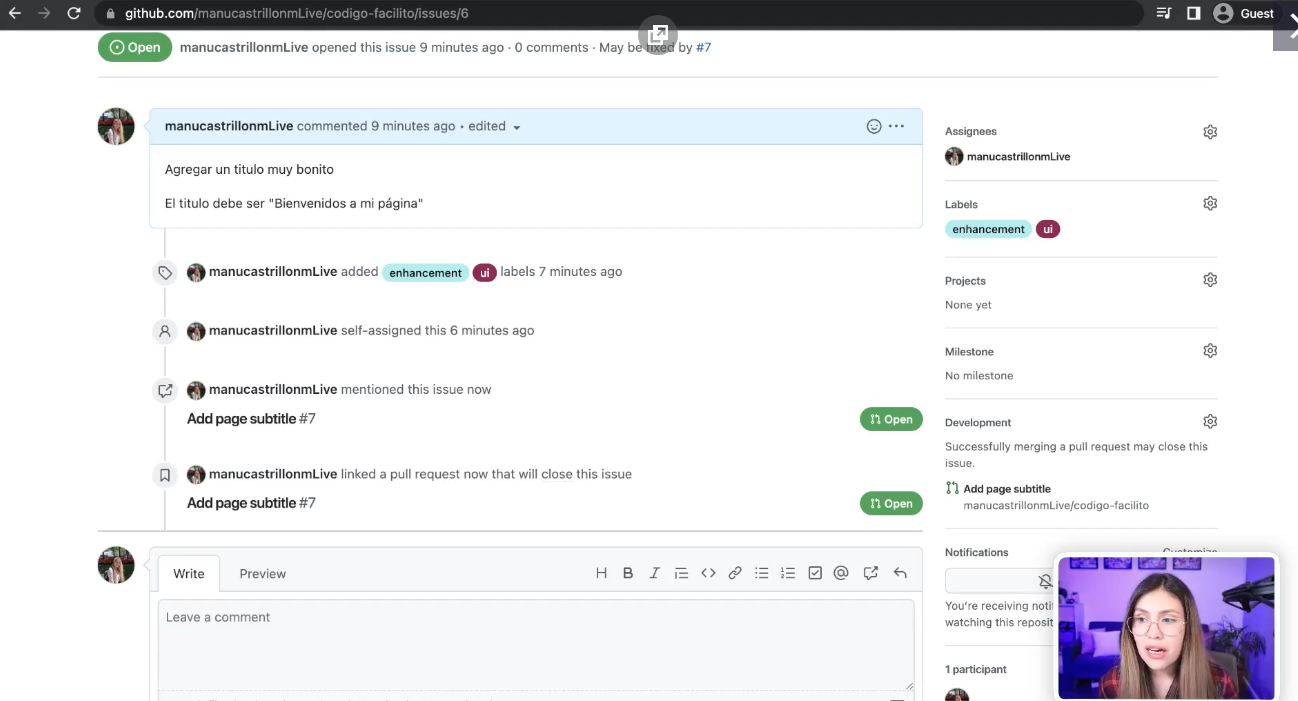 github.com/manucastrillonmLive/codigo-facilito/issues/6
Guest
Open manucastrillonmLive opened this issue 9 minutes ago · 0 comments · May be fixed by #7
manucastrillonmLive commented 9 minutes ago • edited
Agregar un titulo muy bonito
El titulo debe ser "Bienvenidos a mi página"
manucastrillonmLive added enhancement ui labels 7 minutes ago
manucastrillonmLive self-assigned this 6 minutes ago
manucastrillonmLive mentioned this issue now
Add page subtitle #7
Open
manucastrillonmLive linked a pull request now that will close this issue
Add page subtitle #7
Open
Write Preview
Leave a comment
Assignees
manucastrillonmLive
Labels
enhancement ui
Projects
None yet
Milestone
No milestone
Development
Successfully merging a pull request may close this
issue.
Add page subtitle
manucastrillonmLive/codigo-facilito
Notifications Customize
You're receiving
watching this
1 participant